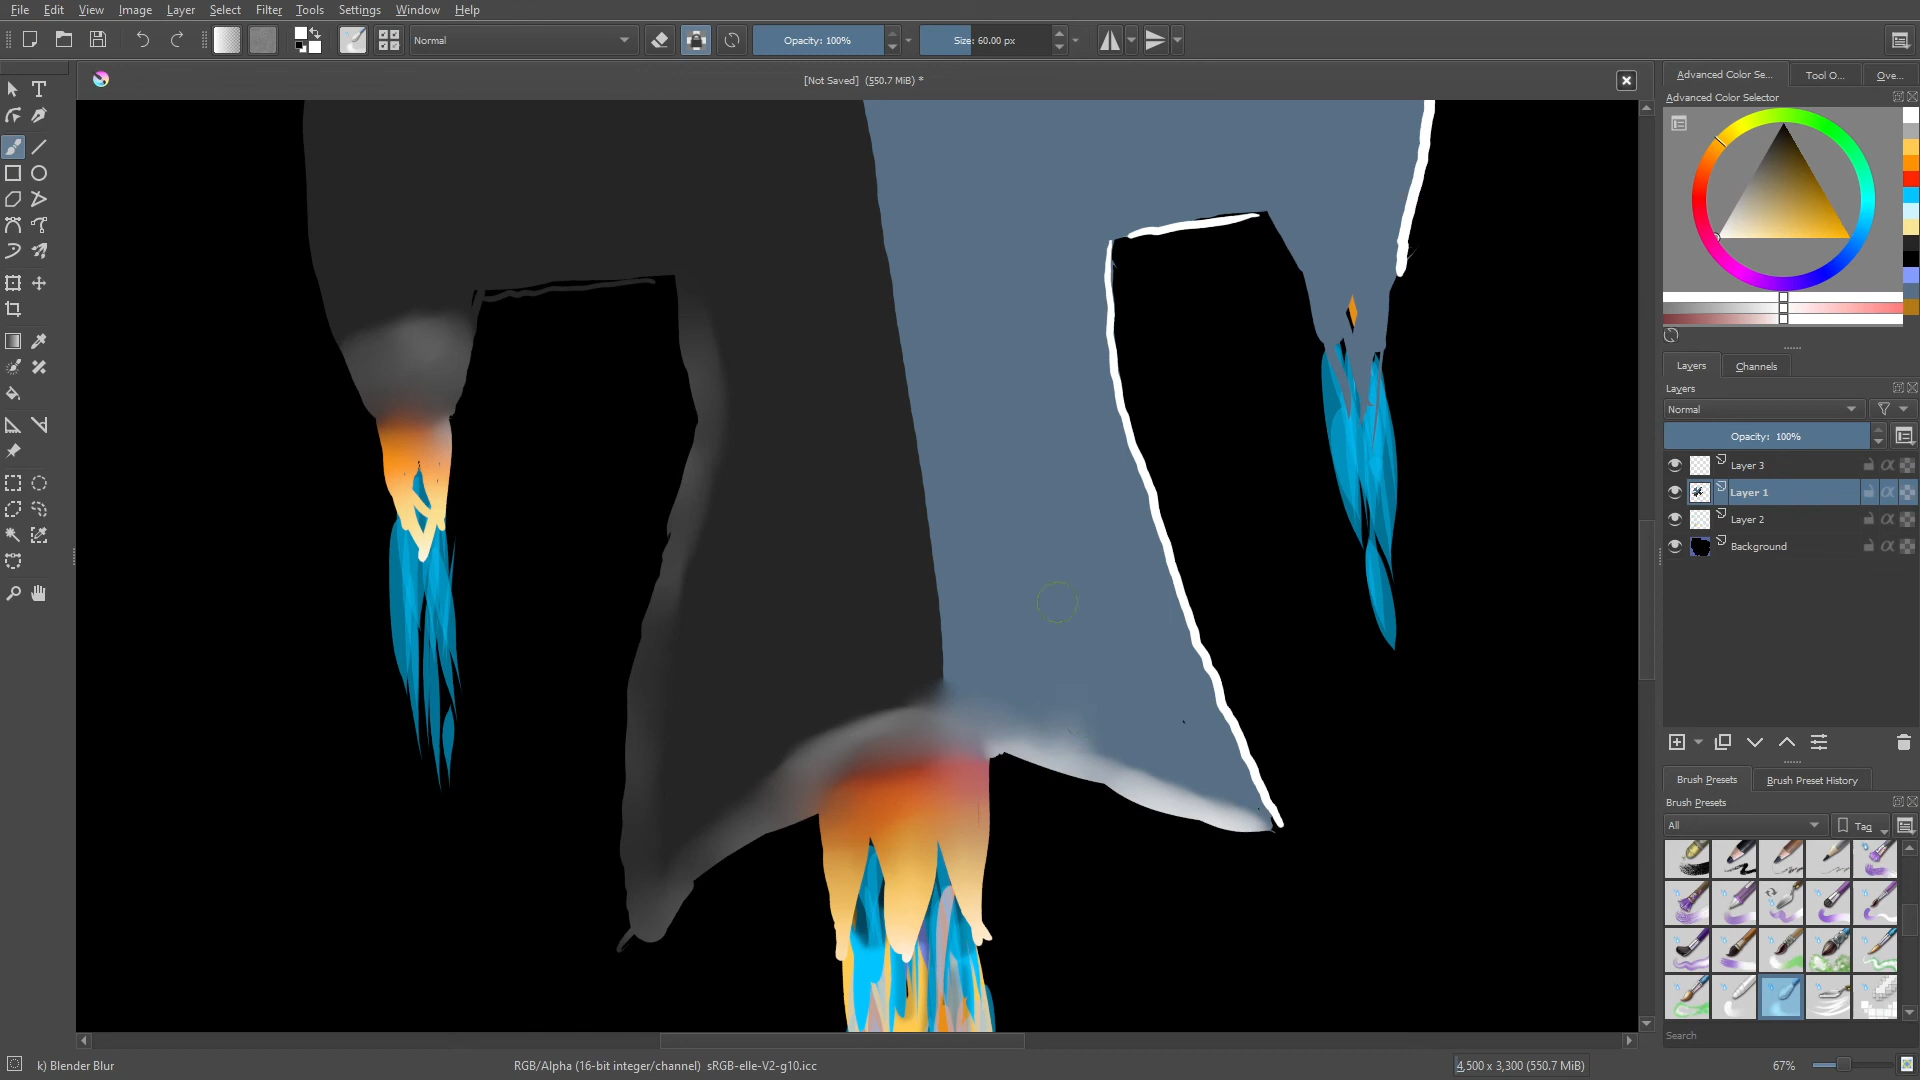 File Edit View Image Layer Select Filter Tools Settings Window Help
Normal
Opacity: 100%
Size: 60.00 px
[Not Saved] (550.7 MiB) *
Advanced Color Se...
Tool O...
Ove...
Advanced Color Selector
Layers
Channels
Layers
Normal
Opacity: 100%
Layer 3
Layer 1
Layer 2
Background
Brush Presets
Brush Preset History
Brush Presets
All
Tag
Search
k) Blender Blur
RGB/Alpha (16-bit integer/channel) sRGB-elle-V2-g10.icc
4,500 x 3,300 (550.7 MiB)
67%